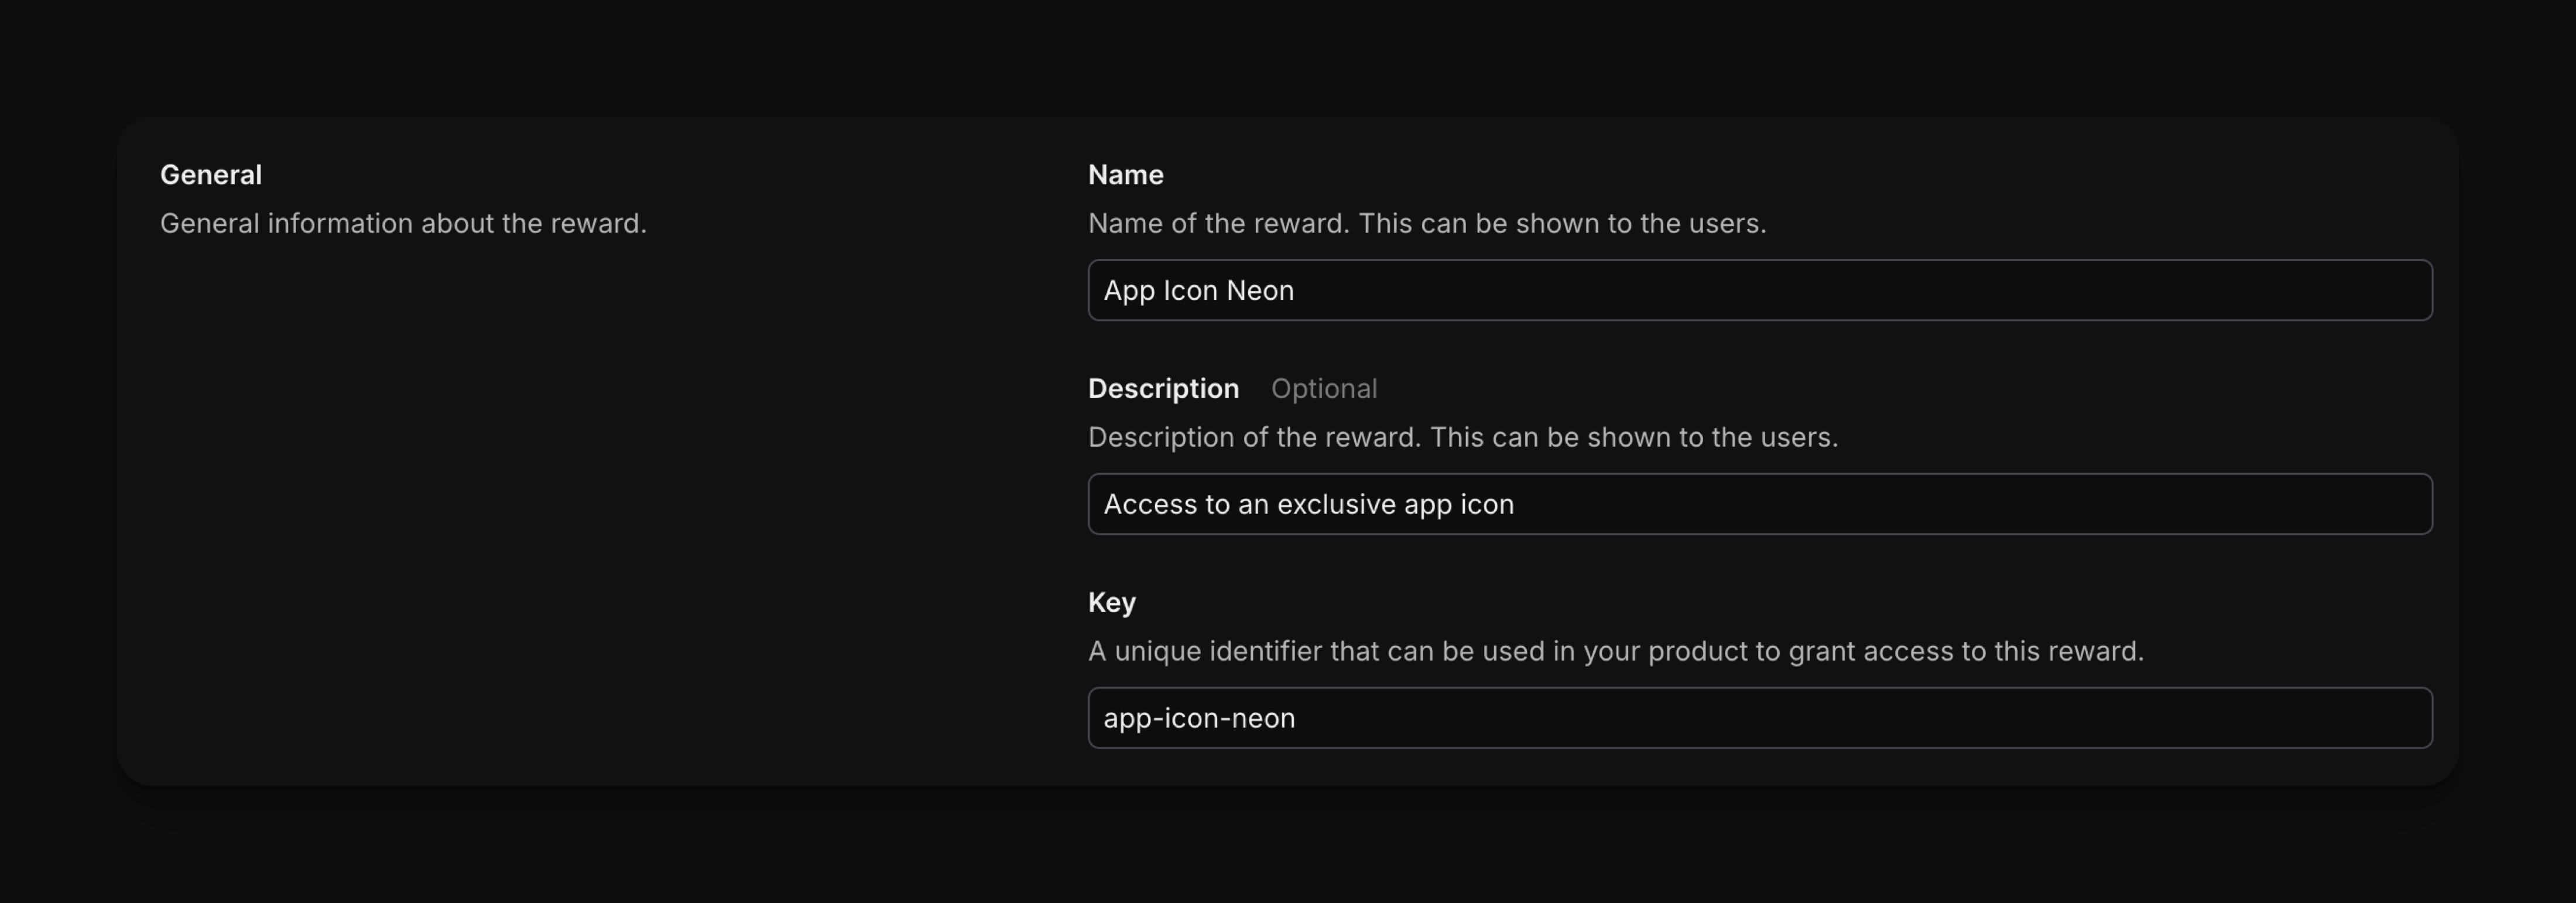 General
General information about the reward.
Name
Name of the reward. This can be shown to the users.
App Icon Neon
Description Optional
Description of the reward. This can be shown to the users.
Access to an exclusive app icon
Key
A unique identifier that can be used in your product to grant access to this reward.
app-icon-neon